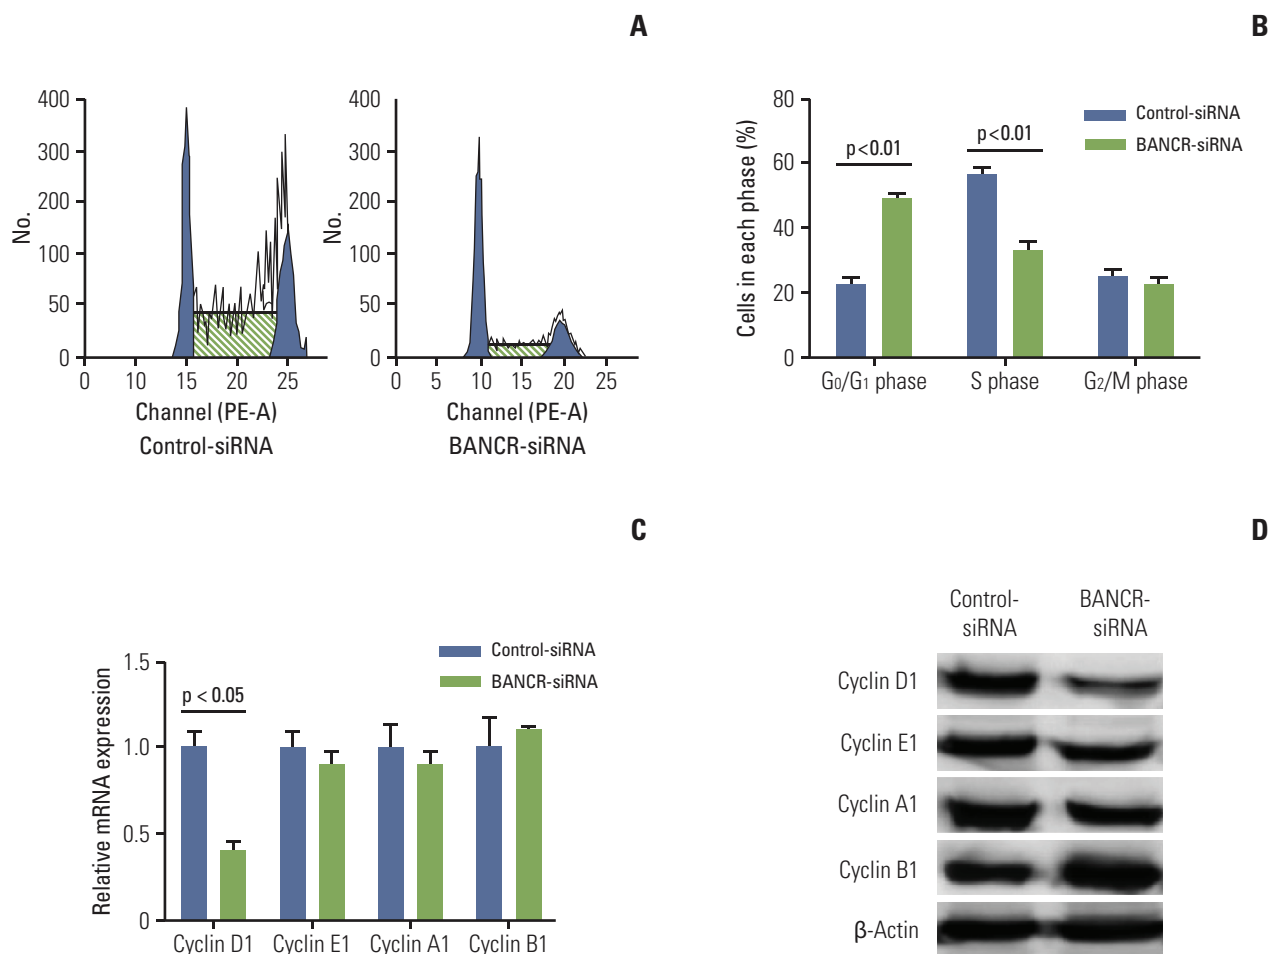 A
400
300
200
100
50
0
No.
0 10 15 20 25
Channel (PE-A)
Control-siRNA
400
300
200
100
50
0
No.
0 5 10 15 20 25
Channel (PE-A)
BANCR-siRNA
B
80
60
40
20
0
Cells in each phase (%)
p<0.01
p<0.01
Control-siRNA
BANCR-siRNA
G0/G1 phase
S phase
G2/M phase
C
1.5
1.0
0.5
0
Relative mRNA expression
p < 0.05
Control-siRNA
BANCR-siRNA
Cyclin D1
Cyclin E1
Cyclin A1
Cyclin B1
D
Control-
siRNA
BANCR-
siRNA
Cyclin D1
Cyclin E1
Cyclin A1
Cyclin B1
β-Actin